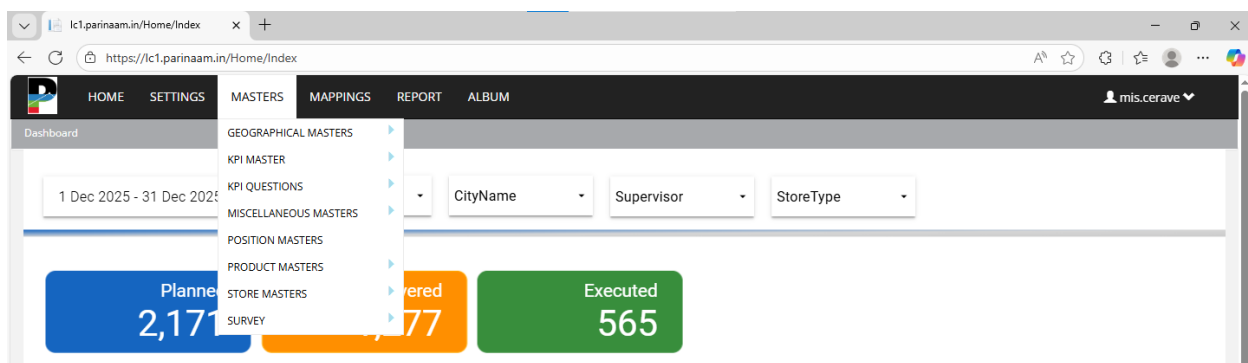 lc1.parinaam.in/Home/Index
https://lc1.parinaam.in/Home/Index
HOME SETTINGS MASTERS MAPPINGS REPORT ALBUM mis.cerave
Dashboard
GEOGRAPHICAL MASTERS
KPI MASTER
KPI QUESTIONS
MISCELLANEOUS MASTERS
POSITION MASTERS
PRODUCT MASTERS
STORE MASTERS
SURVEY
1 Dec 2025 - 31 Dec 2025 CityName Supervisor StoreType
Planne vered Executed
2,171 277 565